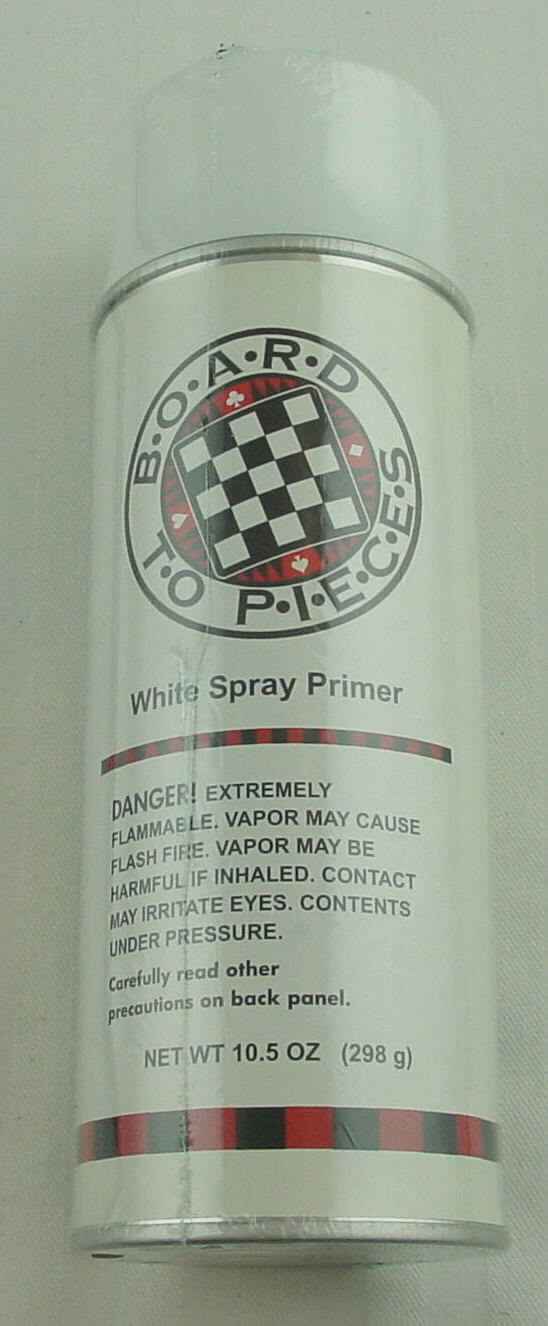 B·O·A·R·D
T·O P·I·E·C·E·S
White Spray Primer
DANGER! EXTREMELY
FLAMMABLE. VAPOR MAY CAUSE
FLASH FIRE. VAPOR MAY BE
HARMFUL IF INHALED. CONTACT
MAY IRRITATE EYES. CONTENTS
UNDER PRESSURE.
Carefully read other
precautions on back panel.
NET WT 10.5 OZ (298 g)